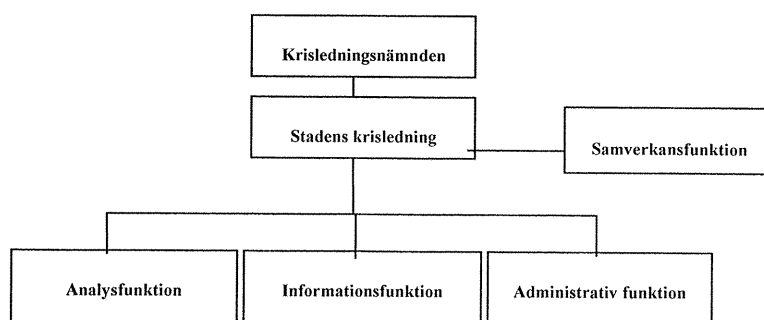 Krisledningsnämnden
Stadens krisledning
Samverkansfunktion
Analysfunktion
Informationsfunktion
Administrativ funktion